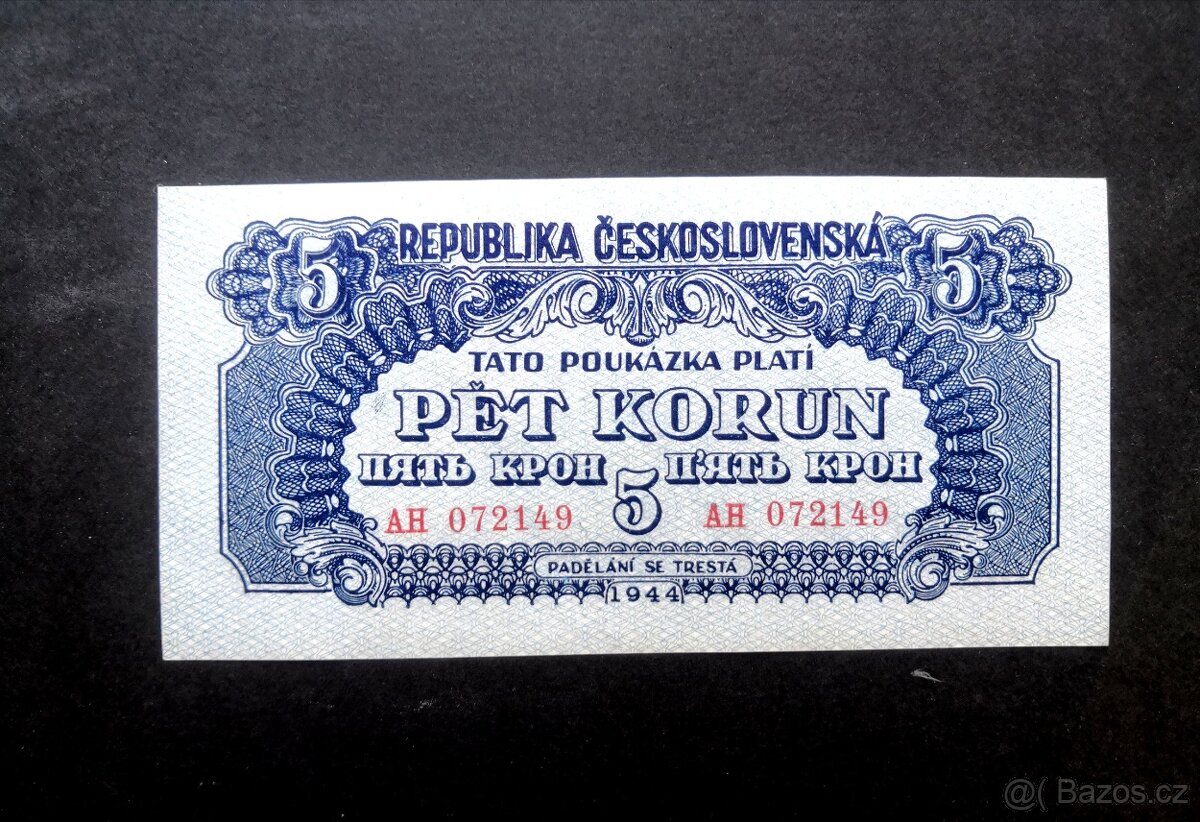 5 REPUBLIKA ČESKOSLOVENSKÁ 5
TATO POUKÁZKA PLATÍ
PĚT KORUN
ПЯТЬ КРОН 5 П'ЯТЬ КРОН
АН 072149 АН 072149
PADĚLÁNÍ SE TRESTÁ
1944
@( Bazos.cz